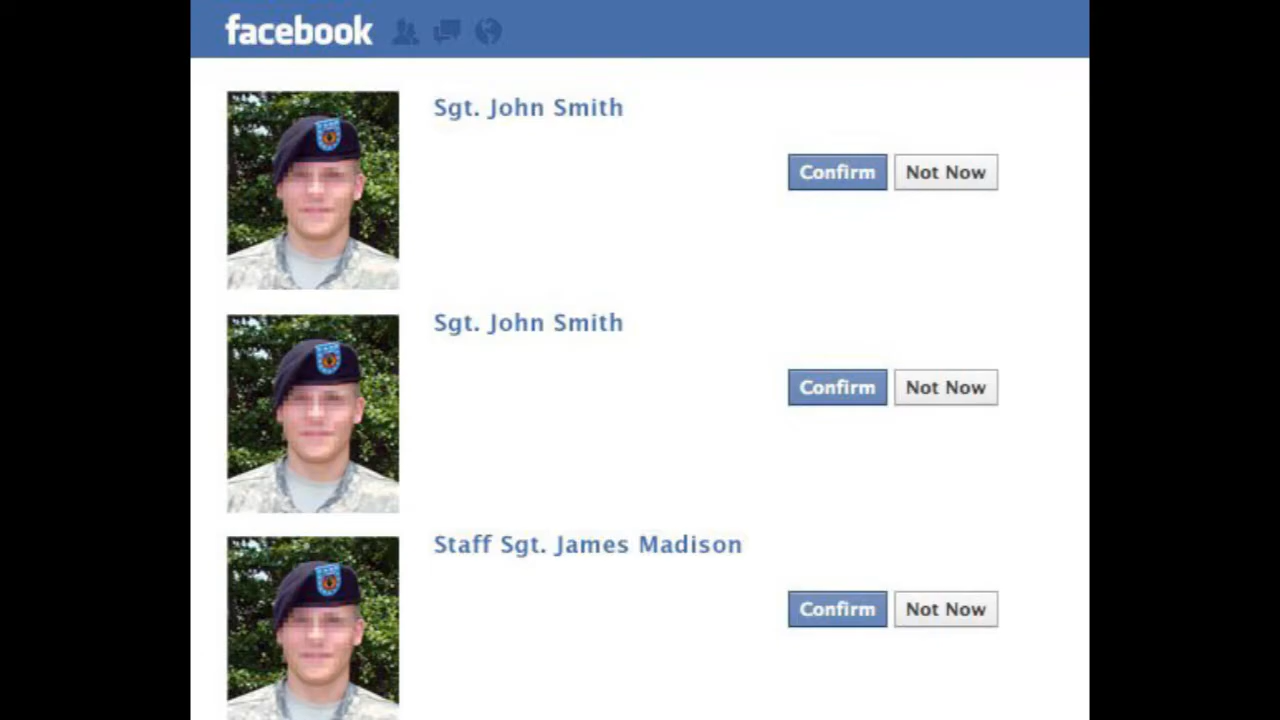 facebook
Sgt. John Smith
Confirm Not Now
Sgt. John Smith
Confirm Not Now
Staff Sgt. James Madison
Confirm Not Now